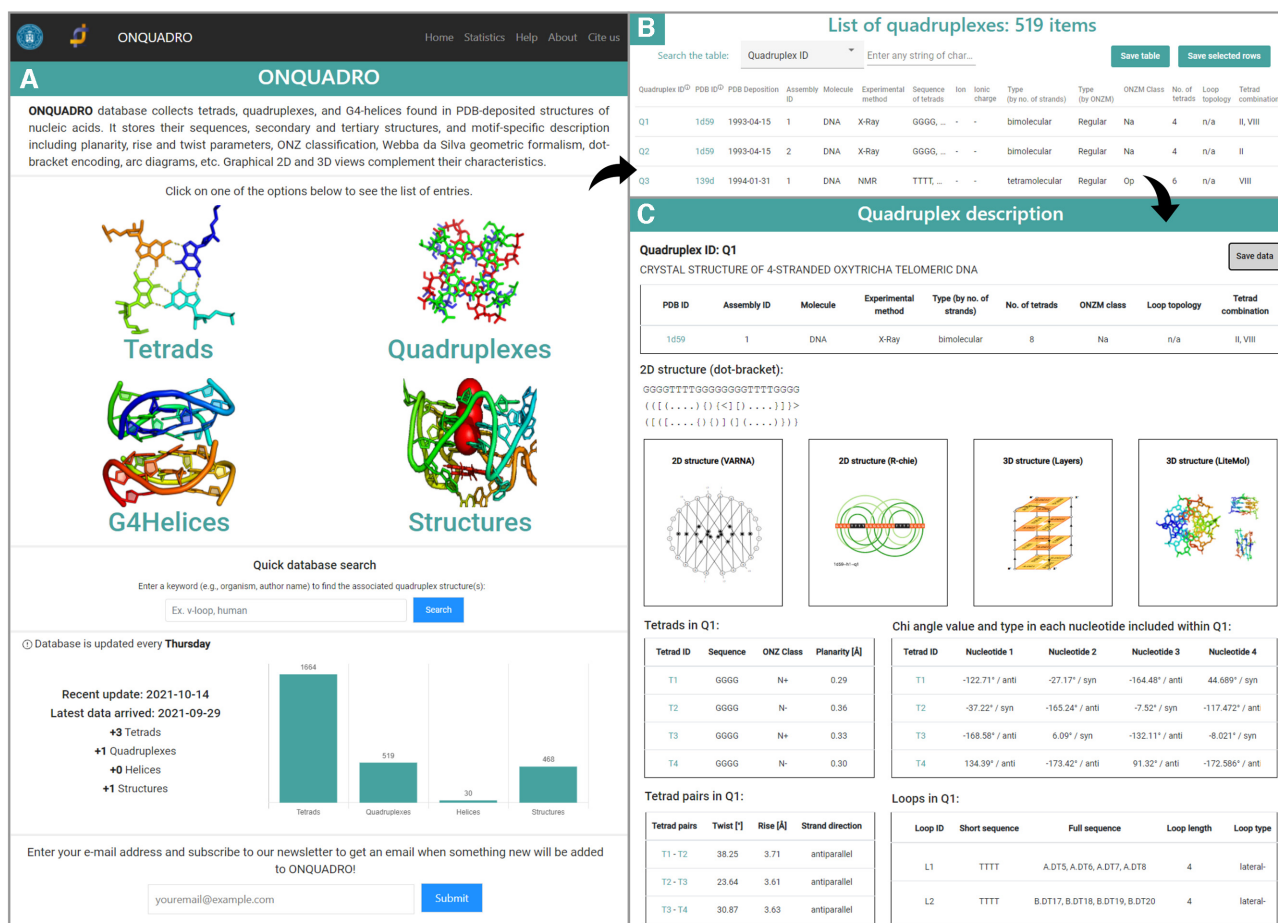 ONQUADRO
Home Statistics Help About Cite us
A
ONQUADRO
ONQUADRO database collects tetrads, quadruplexes, and G4-helices found in PDB-deposited structures of
nucleic acids. It stores their sequences, secondary and tertiary structures, and motif-specific description
including planarity, rise and twist parameters, ONZ classification, Webba da Silva geometric formalism, dot-
bracket encoding, arc diagrams, etc. Graphical 2D and 3D views complement their characteristics.
Click on one of the options below to see the list of entries.
Tetrads
Quadruplexes
G4Helices
Structures
Quick database search
Enter a keyword (e.g., organism, author name) to find the associated quadruplex structure(s):
Ex. v-loop, human
Search
Database is updated every Thursday
Recent update: 2021-10-14
Latest data arrived: 2021-09-29
+3 Tetrads
+1 Quadruplexes
+0 Helices
+1 Structures
1664
519
30
468
Tetrads Quadruplexes Helices Structures
Enter your e-mail address and subscribe to our newsletter to get an email when something new will be added
to ONQUADRO!
youremail@example.com
Submit
B
List of quadruplexes: 519 items
Search the table: Quadruplex ID Enter any string of char... Save table Save selected rows
Quadruplex ID PDB ID PDB Deposition Assembly ID Molecule Experimental method Sequence of tetrads Ion Ionic charge Type (by no. of strands) Type (by ONZM) ONZM Class No. of tetrads Loop topology Tetrad combination
Q1 1d59 1993-04-15 1 DNA X-Ray GGGG, ... - - bimolecular Regular Na 4 n/a II, VIII
Q2 1d59 1993-04-15 2 DNA X-Ray GGGG, ... - - bimolecular Regular Na 4 n/a II
Q3 139d 1994-01-31 1 DNA NMR TTTT, ... - - tetramolecular Regular Op 6 n/a VIII
C
Quadruplex description
Quadruplex ID: Q1
Save data
CRYSTAL STRUCTURE OF 4-STRANDED OXYTRICHA TELOMERIC DNA
PDB ID Assembly ID Molecule Experimental method Type (by no. of strands) No. of tetrads ONZM class Loop topology Tetrad combination
1d59 1 DNA X-Ray bimolecular 8 Na n/a II, VIII
2D structure (dot-bracket):
GGGGTTTTGGGGGGGGTTTTGGGG
(([(....){){<][)....}]}>
([([....{){)](](....)})}
2D structure (VARNA)
2D structure (R-chie)
3D structure (Layers)
3D structure (LiteMol)
Tetrads in Q1:
Tetrad ID Sequence ONZ Class Planarity [Å]
T1 GGGG N+ 0.29
T2 GGGG N- 0.36
T3 GGGG N+ 0.33
T4 GGGG N- 0.30
Chi angle value and type in each nucleotide included within Q1:
Tetrad ID Nucleotide 1 Nucleotide 2 Nucleotide 3 Nucleotide 4
T1 -122.71° / anti -27.17° / syn -164.48° / anti 44.689° / syn
T2 -37.22° / syn -165.24° / anti -7.52° / syn -117.472° / anti
T3 -168.58° / anti 6.09° / syn -132.11° / anti -8.021° / syn
T4 134.39° / anti -173.42° / anti 91.32° / anti -172.586° / anti
Tetrad pairs in Q1:
Tetrad pairs Twist [°] Rise [Å] Strand direction
T1 - T2 38.25 3.71 antiparallel
T2 - T3 23.64 3.61 antiparallel
T3 - T4 30.87 3.63 antiparallel
Loops in Q1:
Loop ID Short sequence Full sequence Loop length Loop type
L1 TTTT A.DT5, A.DT6, A.DT7, A.DT8 4 lateral-
L2 TTTT B.DT17, B.DT18, B.DT19, B.DT20 4 lateral-